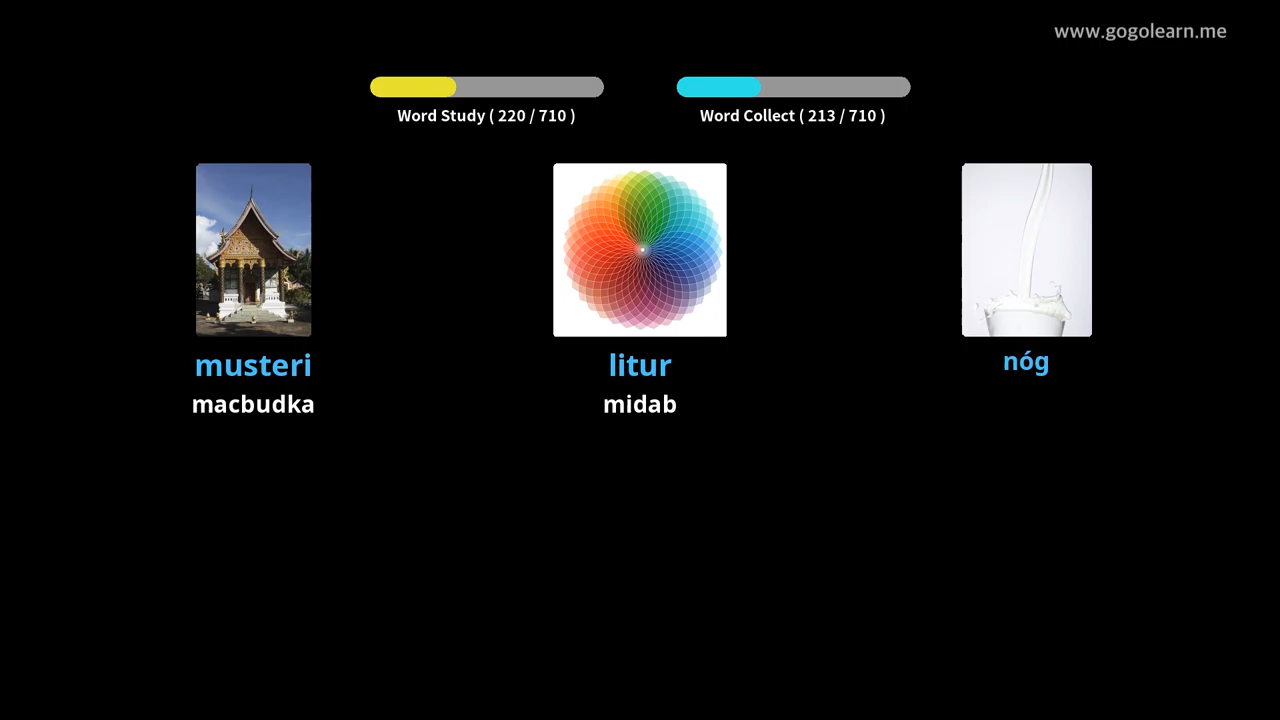 www.gogolearn.me
Word Study ( 220 / 710 )
Word Collect ( 213 / 710 )
musteri
litur
nóg
macbudka
midab